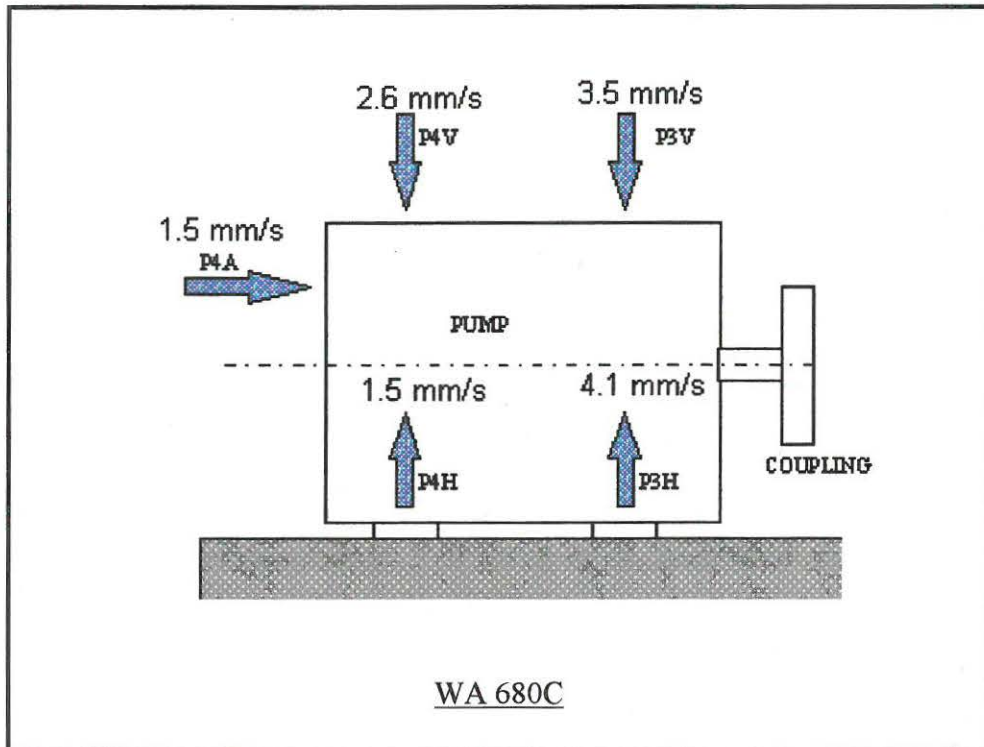 2.6 mm/s 3.5 mm/s
P4V P3V
1.5 mm/s
P4A
PUMP
1.5 mm/s 4.1 mm/s
COUPLING
P4H P3H
WA 680C